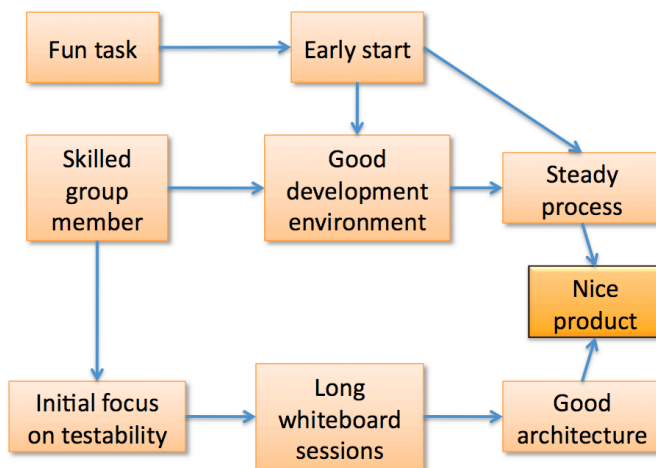 Fun task
Early start
Skilled
group
member
Good
development
environment
Steady
process
Nice
product
Initial focus
on testability
Long
whiteboard
sessions
Good
architecture